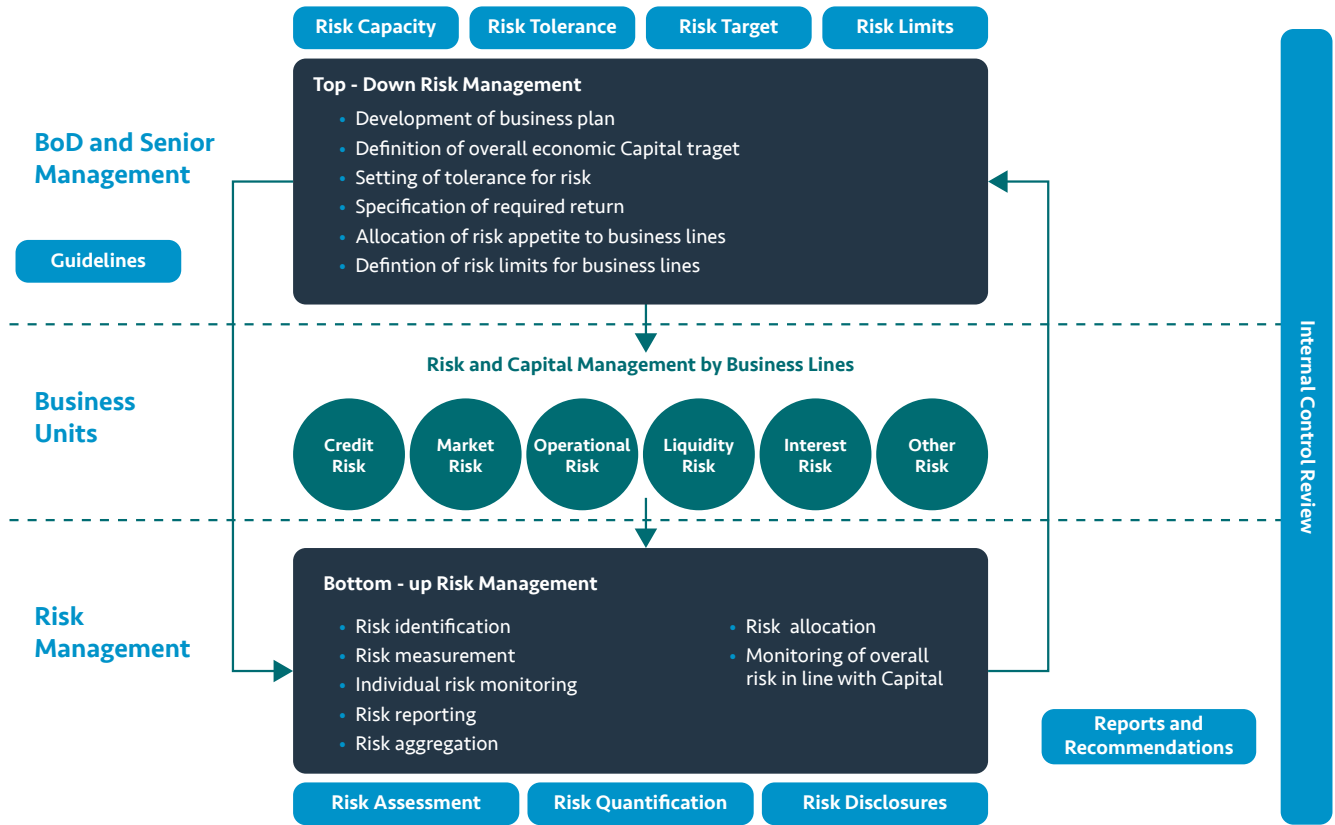 Risk Capacity
Risk Tolerance
Risk Target
Risk Limits
Top - Down Risk Management
• Development of business plan
• Definition of overall economic Capital traget
• Setting of tolerance for risk
• Specification of required return
• Allocation of risk appetite to business lines
• Defintion of risk limits for business lines
BoD and Senior
Management
Guidelines
Risk and Capital Management by Business Lines
Business
Units
Credit
Risk
Market
Risk
Operational
Risk
Liquidity
Risk
Interest
Risk
Other
Risk
Internal Control Review
Bottom - up Risk Management
Risk
Management
• Risk identification
• Risk measurement
• Individual risk monitoring
• Risk reporting
• Risk aggregation
• Risk allocation
• Monitoring of overall
risk in line with Capital
Reports and
Recommendations
Risk Assessment
Risk Quantification
Risk Disclosures